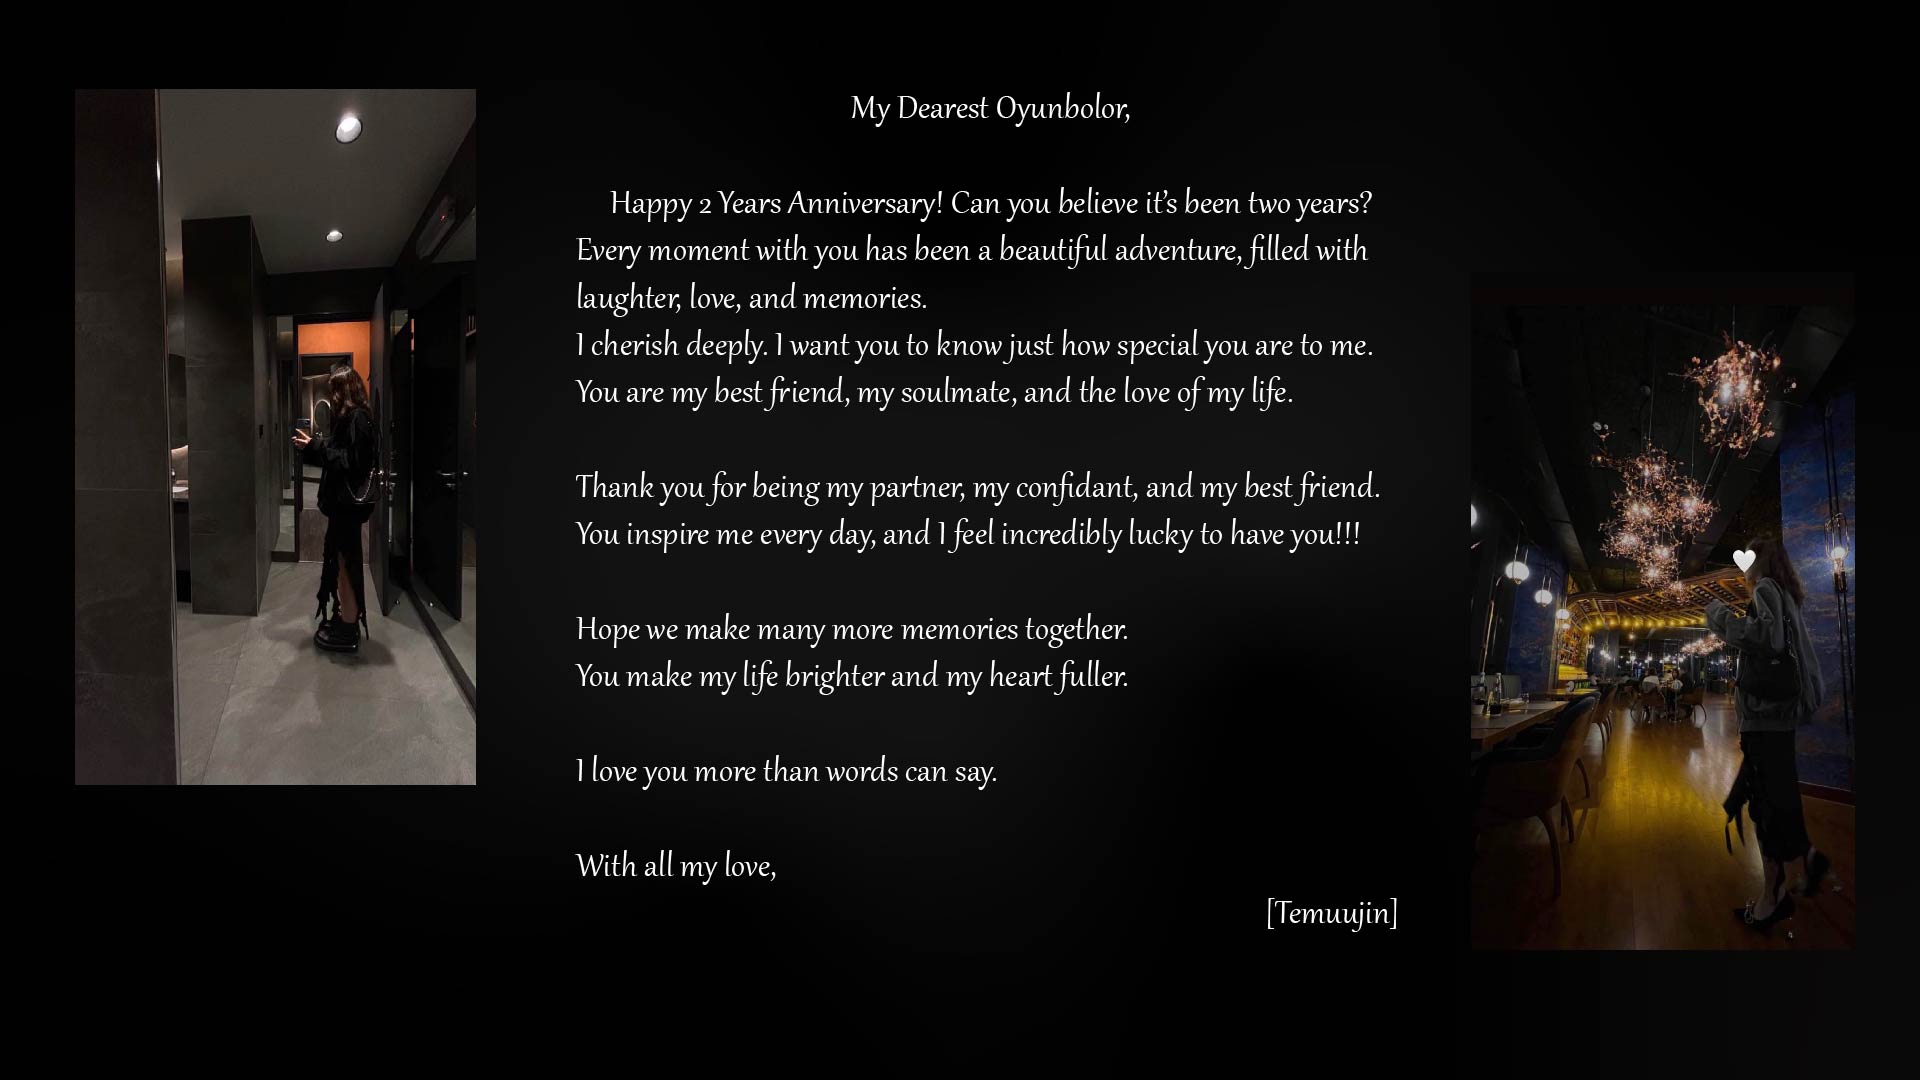 My Dearest Oyunbolor,
Happy 2 Years Anniversary! Can you believe it’s been two years?
Every moment with you has been a beautiful adventure, filled with
laughter, love, and memories.
I cherish deeply. I want you to know just how special you are to me.
You are my best friend, my soulmate, and the love of my life.
Thank you for being my partner, my confidant, and my best friend.
You inspire me every day, and I feel incredibly lucky to have you!!!
Hope we make many more memories together.
You make my life brighter and my heart fuller.
I love you more than words can say.
With all my love,
[Temuujin]